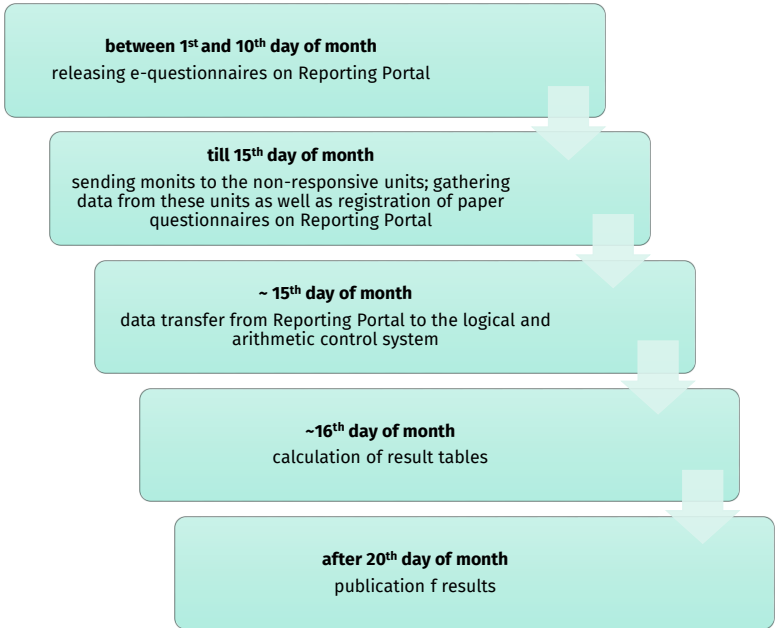 between 1st and 10th day of month
releasing e-questionnaires on Reporting Portal
till 15th day of month
sending monits to the non-responsive units; gathering
data from these units as well as registration of paper
questionnaires on Reporting Portal
~ 15th day of month
data transfer from Reporting Portal to the logical and
arithmetic control system
~16th day of month
calculation of result tables
after 20th day of month
publication f results